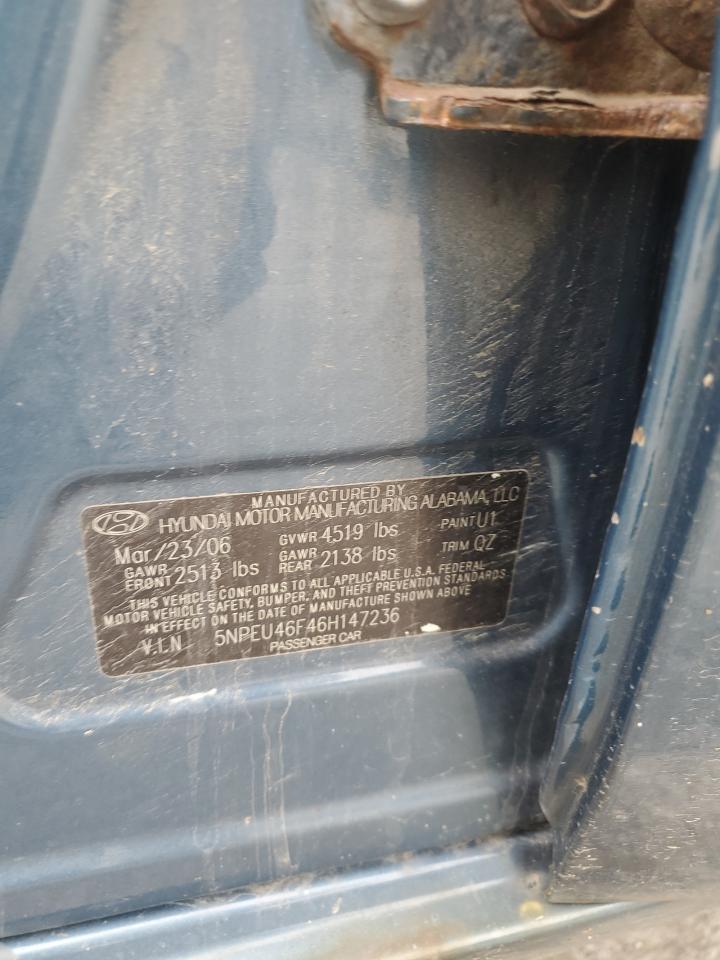 MANUFACTURED BY
HYUNDAI MOTOR MANUFACTURING ALABAMA, LLC
Mar/23/06 GVWR 4519 lbs PAINT U1
GAWR FRONT 2513 lbs GAWR REAR 2138 lbs TRIM QZ
THIS VEHICLE CONFORMS TO ALL APPLICABLE U.S.A. FEDERAL
MOTOR VEHICLE SAFETY, BUMPER, AND THEFT PREVENTION STANDARDS
IN EFFECT ON THE DATE OF MANUFACTURE SHOWN ABOVE
V.I.N 5NPEU46F46H147236
PASSENGER CAR